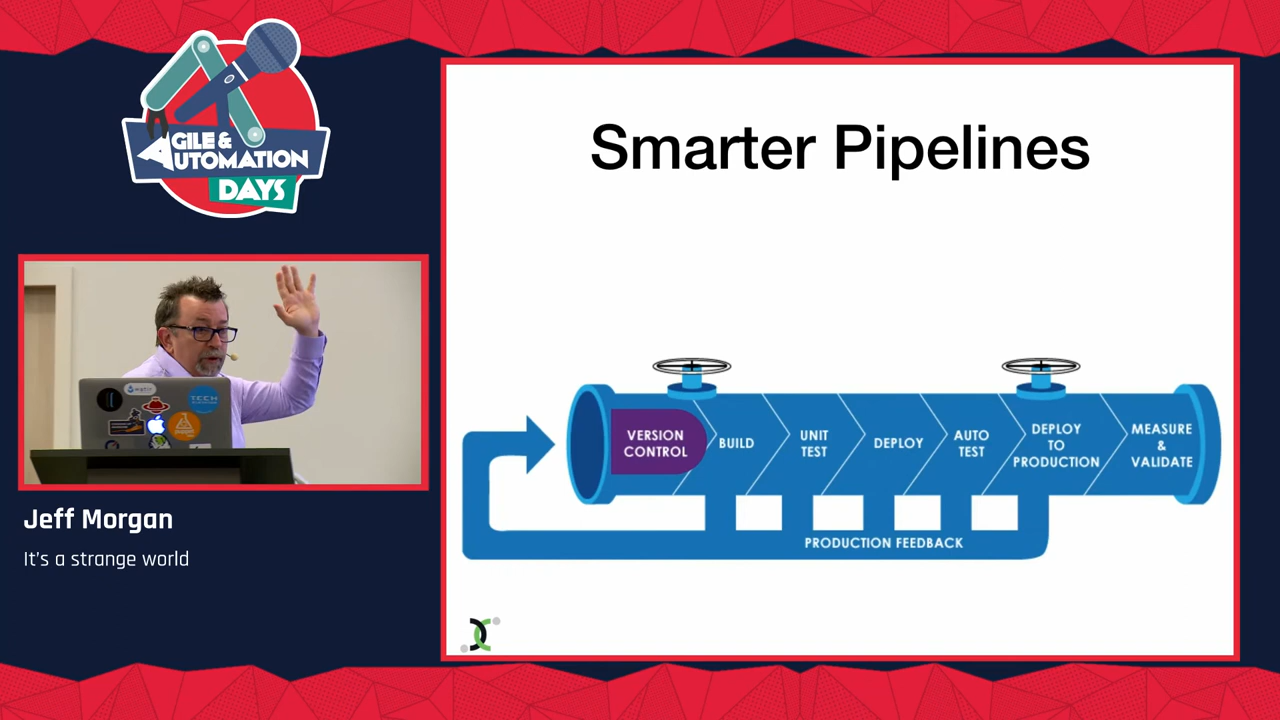 AGILE &
AUTOMATION
DAYS
Smarter Pipelines
VERSION
CONTROL
BUILD
UNIT
TEST
DEPLOY
AUTO
TEST
DEPLOY
TO
PRODUCTION
MEASURE
&
VALIDATE
PRODUCTION FEEDBACK
Jeff Morgan
It's a strange world